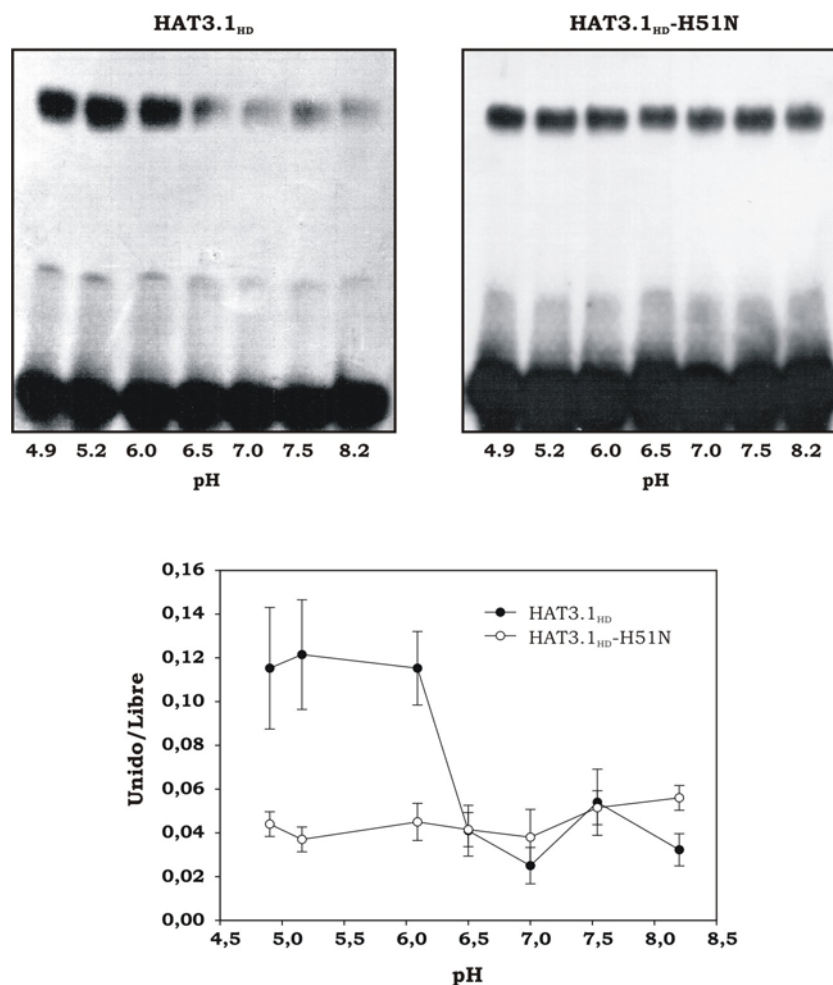 HAT3.1HD HAT3.1HD-H51N
4.9 5.2 6.0 6.5 7.0 7.5 8.2 4.9 5.2 6.0 6.5 7.0 7.5 8.2
pH pH
0,16
0,14
0,12
0,10
0,08
0,06
0,04
0,02
0,00
Unido/Libre
HAT3.1HD
HAT3.1HD-H51N
4,5 5,0 5,5 6,0 6,5 7,0 7,5 8,0 8,5
pH